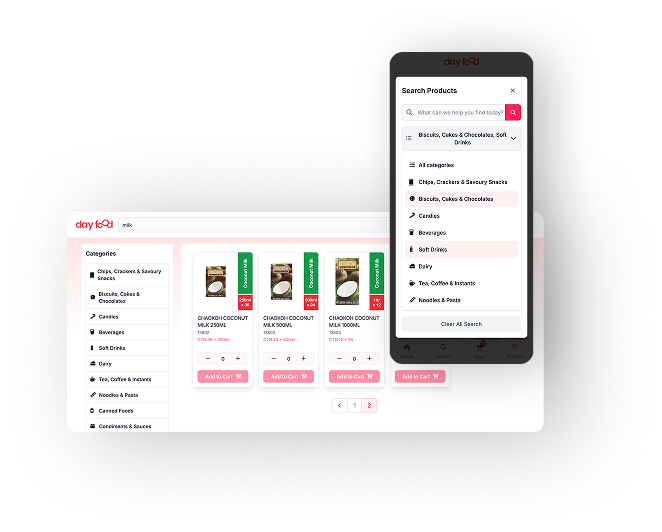 day food
Search Products
What can we help you find today?
Biscuits, Cakes & Chocolates, Soft
Drinks
All categories
Chips, Crackers & Savoury Snacks
Biscuits, Cakes & Chocolates
Candies
Beverages
Soft Drinks
Dairy
Tea, Coffee & Instants
Noodles & Pasta
Clear All Search
Home
Search
Cart
day food
milk
Categories
Chips, Crackers & Savoury
Snacks
Biscuits, Cakes &
Chocolates
Candies
Beverages
Soft Drinks
Dairy
Tea, Coffee & Instants
Noodles & Pasta
Canned Foods
Condiments & Sauces
Coconut Milk
250ml
x 36
CHAOKOH COCONUT
MILK 250ML
13802
CTN 36 x 250ml
0
Add to Cart
Coconut Milk
500ml
x 24
CHAOKOH COCONUT
MILK 500ML
13803
CTN 24 x 500ml
0
Add to Cart
Coconut Milk
1ltr
x 12
CHAOKOH COCONUT
MILK 1000ML
13804
CTN 12 x
0
Add to Cart
Add to Cart
1
2